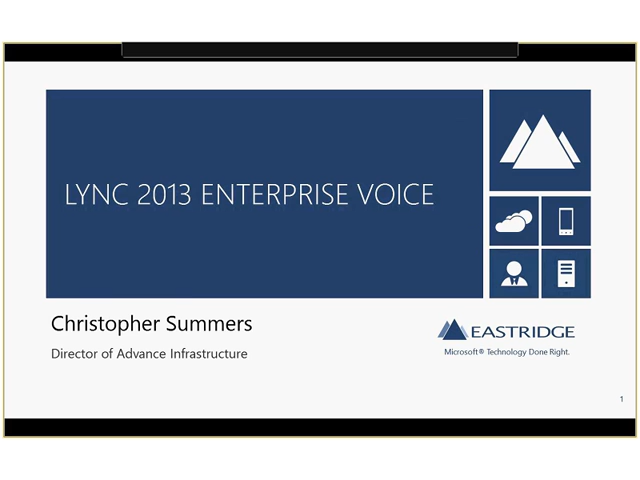 LYNC 2013 ENTERPRISE VOICE
Christopher Summers
Director of Advance Infrastructure
EASTRIDGE
Microsoft® Technology Done Right.
1